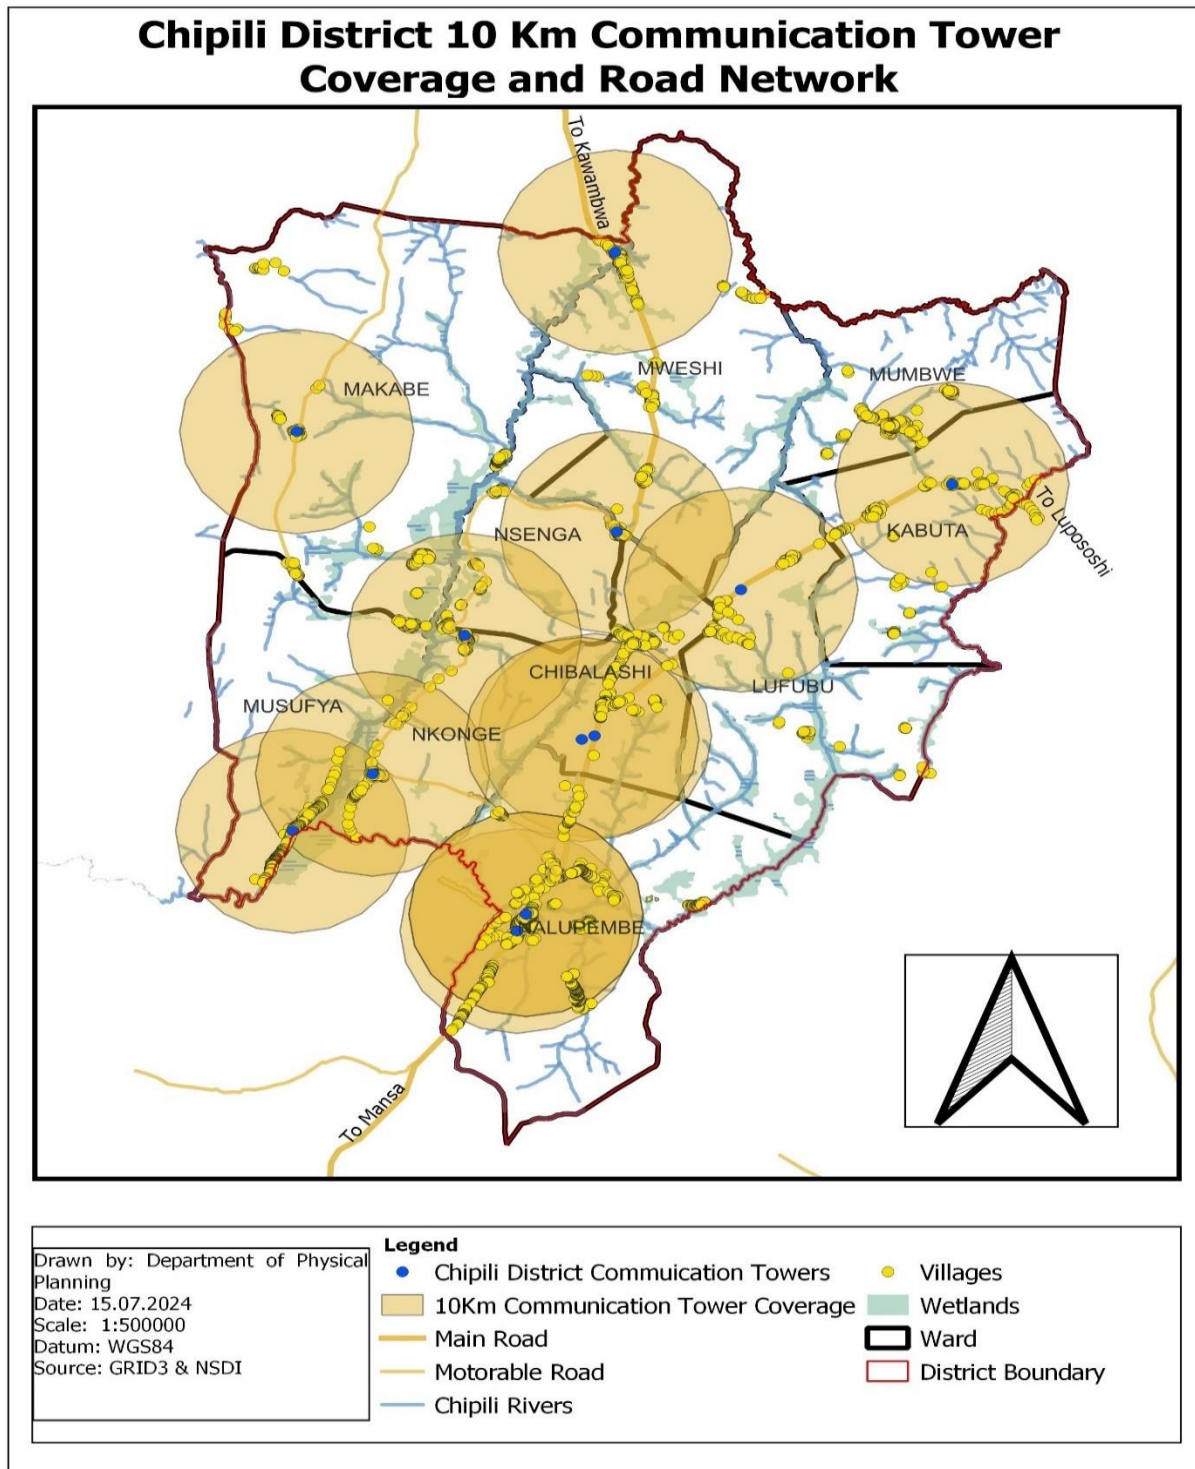 Chipili District 10 Km Communication Tower
Coverage and Road Network
To Kawambwa
MWESHI
MAKABE
MUMBWE
NSENGA
KABUTA
To Lupososhi
CHIBALASHI
LUFUBU
MUSUFYA
NKONGE
NALUPEMBE
To Mansa
Drawn by: Department of Physical
Planning
Date: 15.07.2024
Scale: 1:500000
Datum: WGS84
Source: GRID3 & NSDI
Legend
Chipili District Commuication Towers
10Km Communication Tower Coverage
Main Road
Motorable Road
Chipili Rivers
Villages
Wetlands
Ward
District Boundary